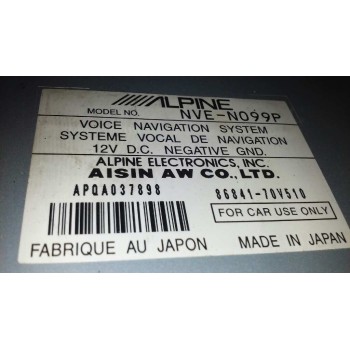 ALPINE
MODEL NO. NVE-N099P
VOICE NAVIGATION SYSTEM
SYSTEME VOCAL DE NAVIGATION
12V D.C. NEGATIVE GND.
ALPINE ELECTRONICS, INC.
AISIN AW CO., LTD.
APQA037898 86841-70V510
FOR CAR USE ONLY
FABRIQUE AU JAPON MADE IN JAPAN